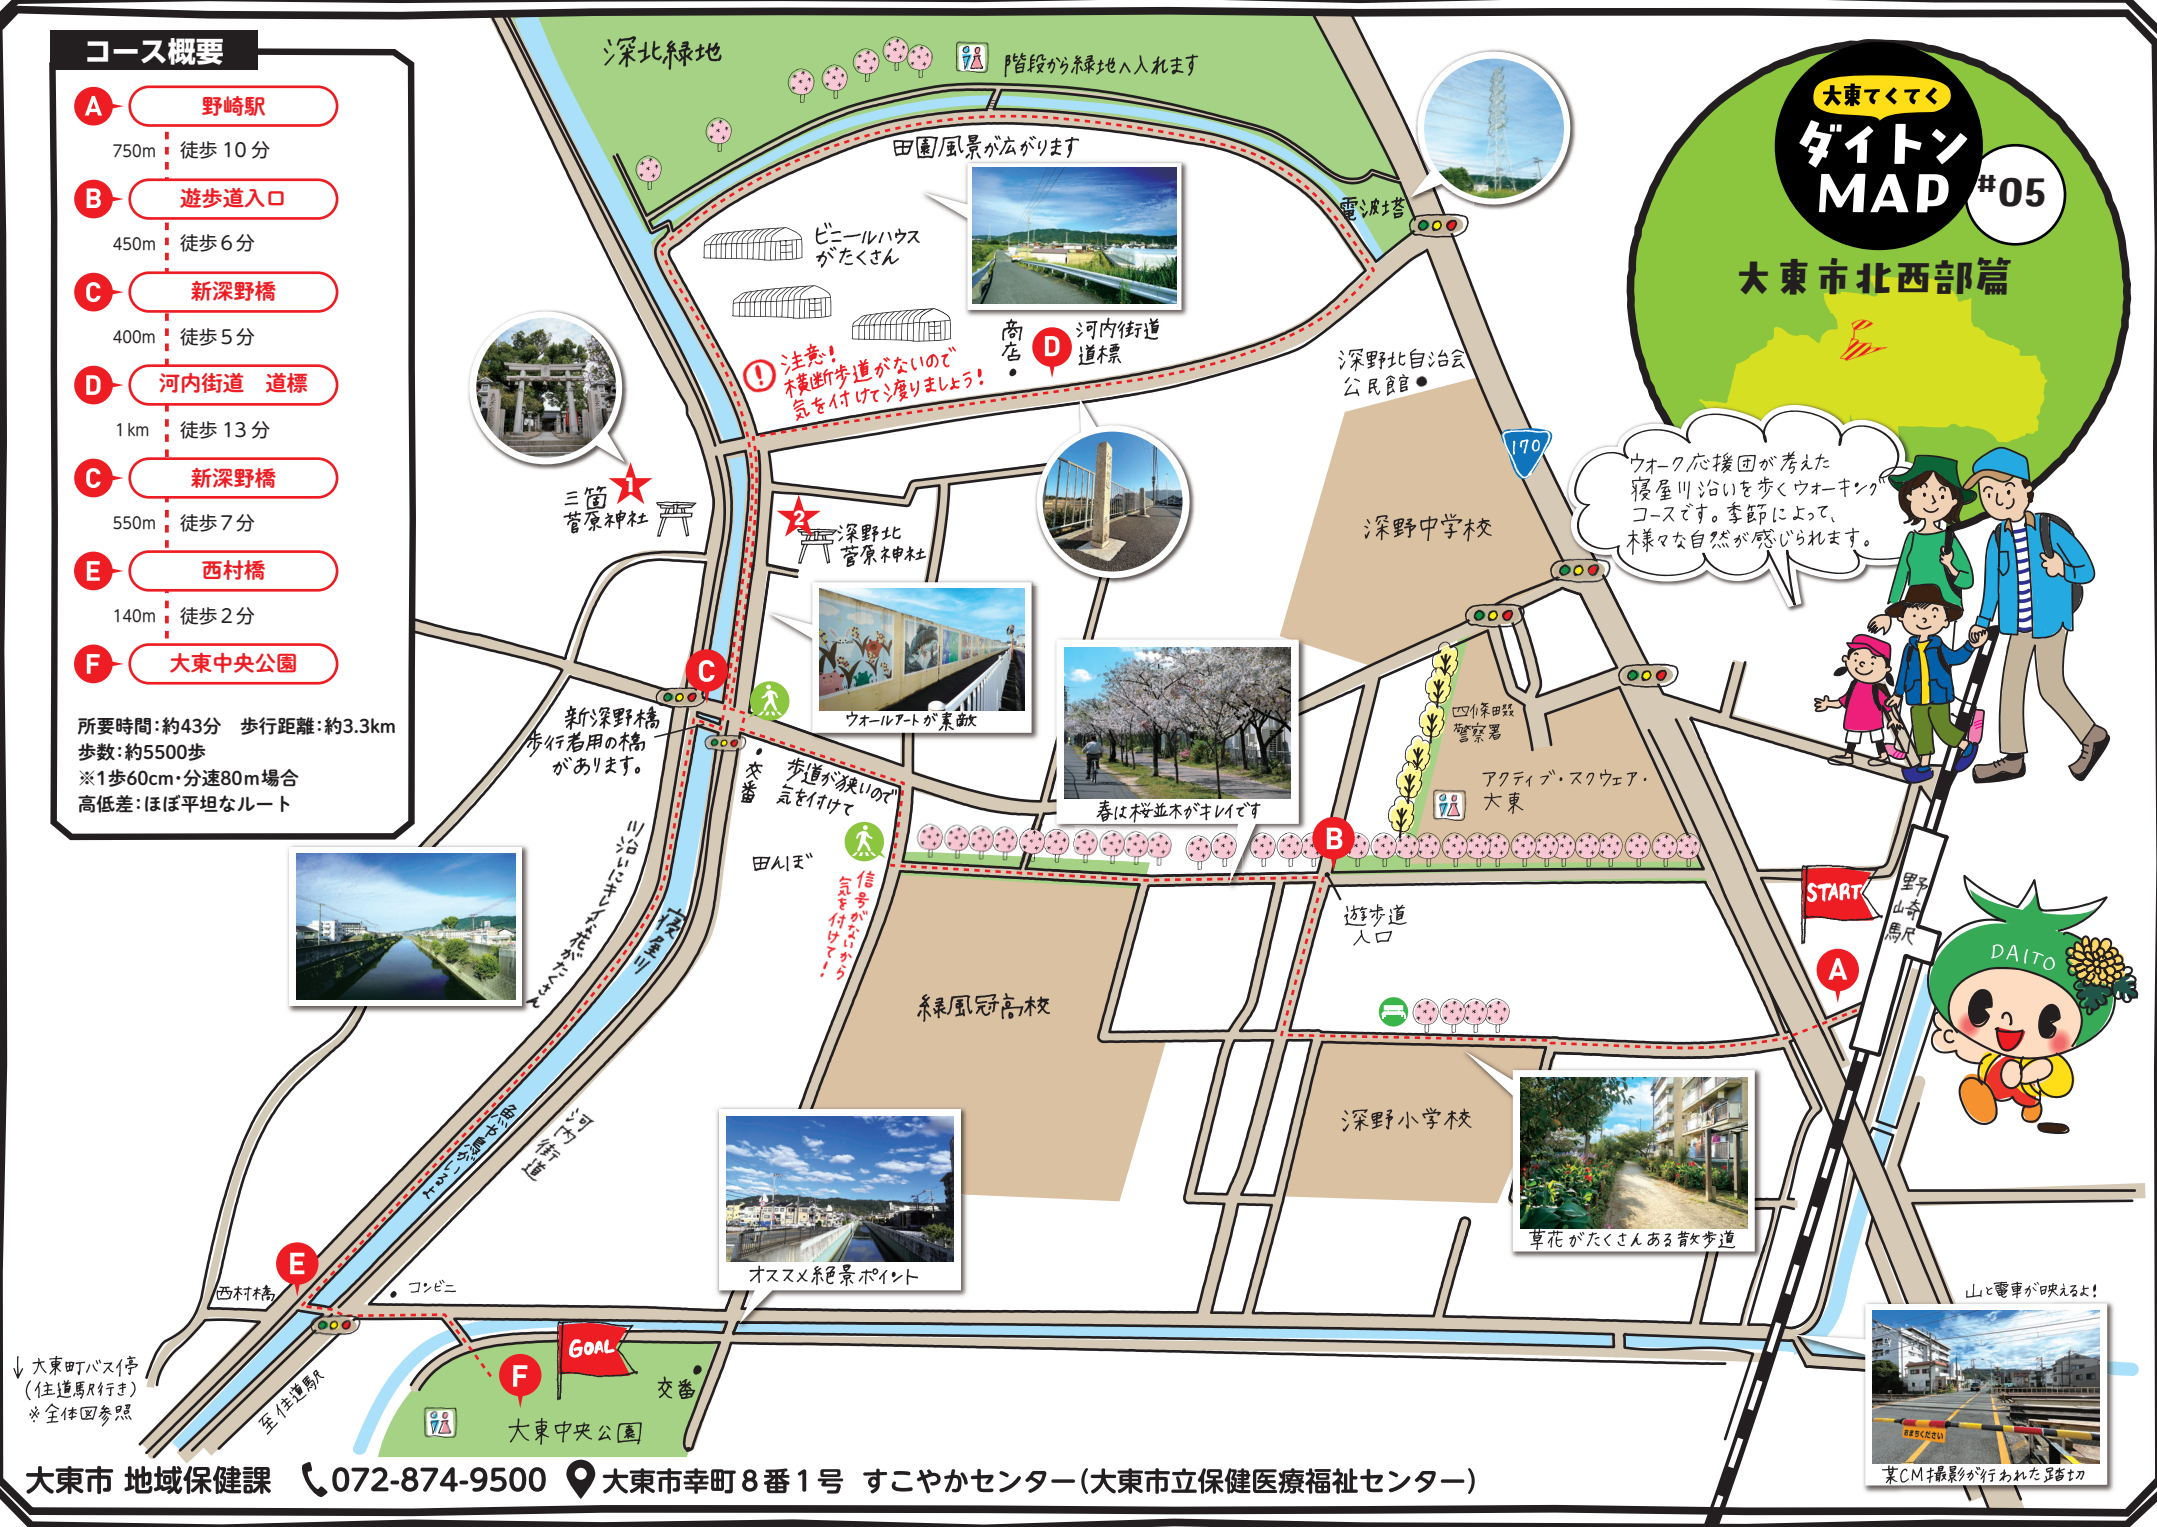 コース概要
A 野崎駅
750m 徒歩10分
B 遊歩道入口
450m 徒歩6分
C 新深野橋
400m 徒歩5分
D 河内街道 道標
1km 徒歩13分
C 新深野橋
550m 徒歩7分
E 西村橋
140m 徒歩2分
F 大東中央公園
所要時間：約43分 歩行距離：約3.3km
歩数：約5500歩
※1歩60cm・分速80m場合
高低差：ほぼ平坦なルート
大東てくてく
ダイトン
MAP
#05
大東市北西部篇
ウォーク応援団が考えた
寝屋川沿いを歩くウォーキング
コースです。季節によって、
様々な自然が感じられます。
深北緑地
階段から緑地へ入れます
田園風景が広がります
電波塔
ビニールハウス
がたくさん
商店
D
河内街道
道標
!
注意！
横断歩道がないので
気を付けて渡りましょう！
深野北自治会
公民館
170
1
三箇
菅原神社
2
深野北
菅原神社
深野中学校
ウォールアートが素敵
C
新深野橋
歩行者用の橋
があります。
交番
歩道が狭いので
気を付けて
春は桜並木がキレイです
四條畷
警察署
アクティブ・スクウェア・
大東
B
遊歩道
入口
田んぼ
信号がないから
気を付けて！
川沿いにキレイな花がたくさん
寝屋川
緑風冠高校
START
野崎駅
A
DAITO
深野小学校
草花がたくさんある散歩道
魚や鳥がいるよ
河内街道
オススメ絶景ポイント
E
西村橋
コンビニ
GOAL
F
大東中央公園
交番
↓大東町バス停
（住道駅行き）
※全体図参照
至住道駅
山と電車が映えるよ！
おまちください
某CM撮影が行われた踏切
大東市 地域保健課 072-874-9500 大東市幸町８番１号 すこやかセンター（大東市立保健医療福祉センター）